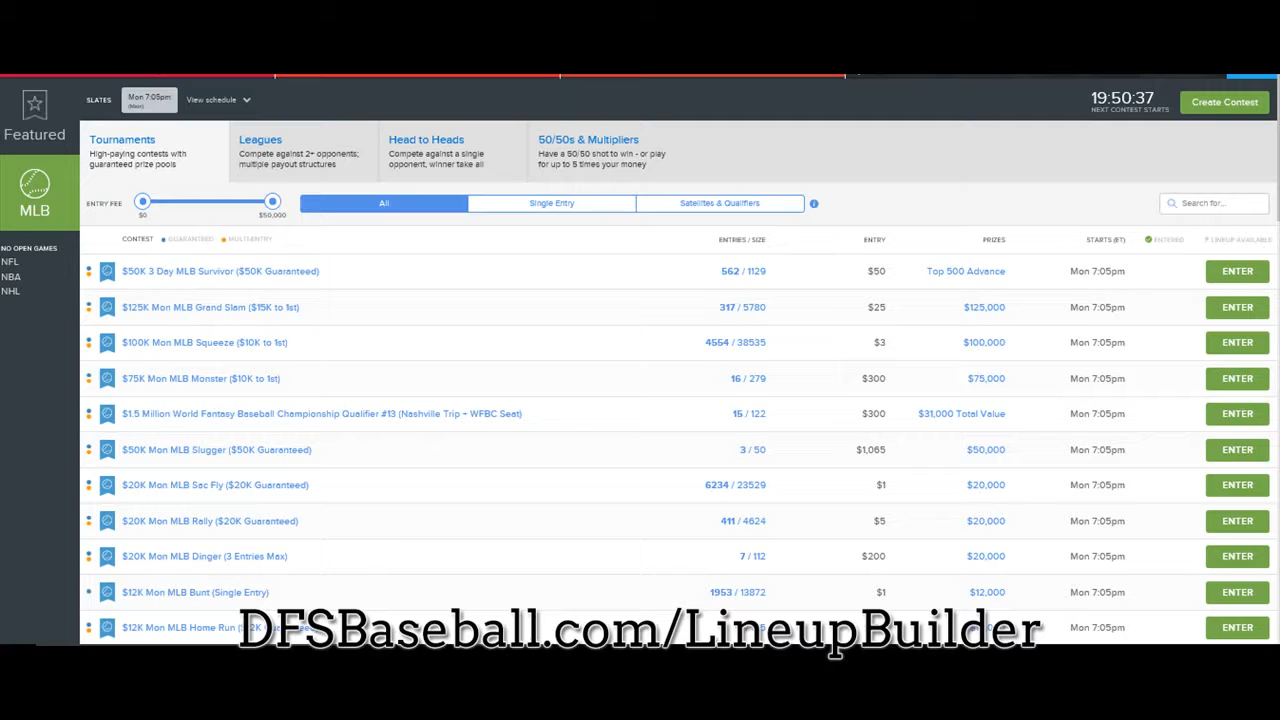 SLATES
Mon 7:05pm
(Main)
View schedule
19:50:37
NEXT CONTEST STARTS
Create Contest
Featured
MLB
NO OPEN GAMES
NFL
NBA
NHL
Tournaments
High-paying contests with
guaranteed prize pools
Leagues
Compete against 2+ opponents;
multiple payout structures
Head to Heads
Compete against a single
opponent, winner take all
50/50s & Multipliers
Have a 50/50 shot to win - or play
for up to 5 times your money
ENTRY FEE
$0
$50,000
All
Single Entry
Satellites & Qualifiers
Search for...
CONTEST GUARANTEED MULTI-ENTRY ENTRIES / SIZE ENTRY PRIZES STARTS (ET) ENTERED LINEUP AVAILABLE
$50K 3 Day MLB Survivor ($50K Guaranteed) 562 / 1129 $50 Top 500 Advance Mon 7:05pm ENTER
$125K Mon MLB Grand Slam ($15K to 1st) 317 / 5780 $25 $125,000 Mon 7:05pm ENTER
$100K Mon MLB Squeeze ($10K to 1st) 4554 / 38535 $3 $100,000 Mon 7:05pm ENTER
$75K Mon MLB Monster ($10K to 1st) 16 / 279 $300 $75,000 Mon 7:05pm ENTER
$1.5 Million World Fantasy Baseball Championship Qualifier #13 (Nashville Trip + WFBC Seat) 15 / 122 $300 $31,000 Total Value Mon 7:05pm ENTER
$50K Mon MLB Slugger ($50K Guaranteed) 3 / 50 $1,065 $50,000 Mon 7:05pm ENTER
$20K Mon MLB Sac Fly ($20K Guaranteed) 6234 / 23529 $1 $20,000 Mon 7:05pm ENTER
$20K Mon MLB Rally ($20K Guaranteed) 411 / 4624 $5 $20,000 Mon 7:05pm ENTER
$20K Mon MLB Dinger (3 Entries Max) 7 / 112 $200 $20,000 Mon 7:05pm ENTER
$12K Mon MLB Bunt (Single Entry) 1953 / 13872 $1 $12,000 Mon 7:05pm ENTER
$12K Mon MLB Home Run ENTER
DFSBaseball.com/LineupBuilder